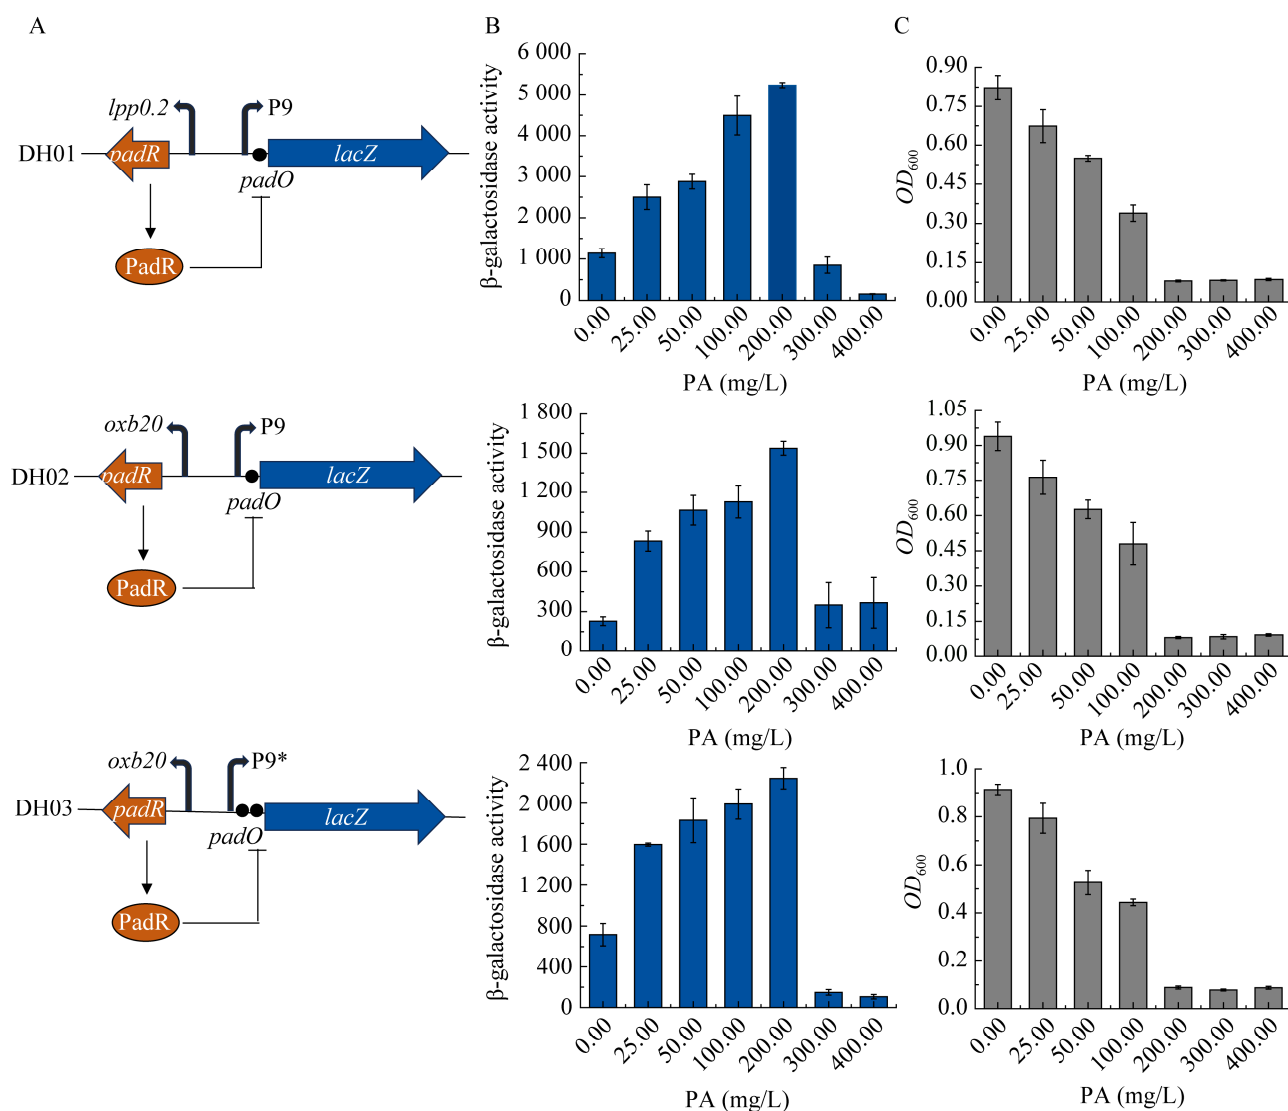 A
B
C
lpp0.2
P9
DH01
padR
lacZ
padO
PadR
β-galactosidase activity
6 000
5 000
4 000
3 000
2 000
1 000
0
0.00
25.00
50.00
100.00
200.00
300.00
400.00
PA (mg/L)
OD600
0.90
0.75
0.60
0.45
0.30
0.15
0.00
0.00
25.00
50.00
100.00
200.00
300.00
400.00
PA (mg/L)
oxb20
P9
DH02
padR
lacZ
padO
PadR
β-galactosidase activity
1 800
1 500
1 200
900
600
300
0
0.00
25.00
50.00
100.00
200.00
300.00
400.00
PA (mg/L)
OD600
1.05
0.90
0.75
0.60
0.45
0.30
0.15
0.00
0.00
25.00
50.00
100.00
200.00
300.00
400.00
PA (mg/L)
oxb20
P9*
DH03
padR
lacZ
padO
PadR
β-galactosidase activity
2 400
2 000
1 600
1 200
800
400
0
0.00
25.00
50.00
100.00
200.00
300.00
400.00
PA (mg/L)
OD600
1.0
0.8
0.6
0.4
0.2
0.0
0.00
25.00
50.00
100.00
200.00
300.00
400.00
PA (mg/L)